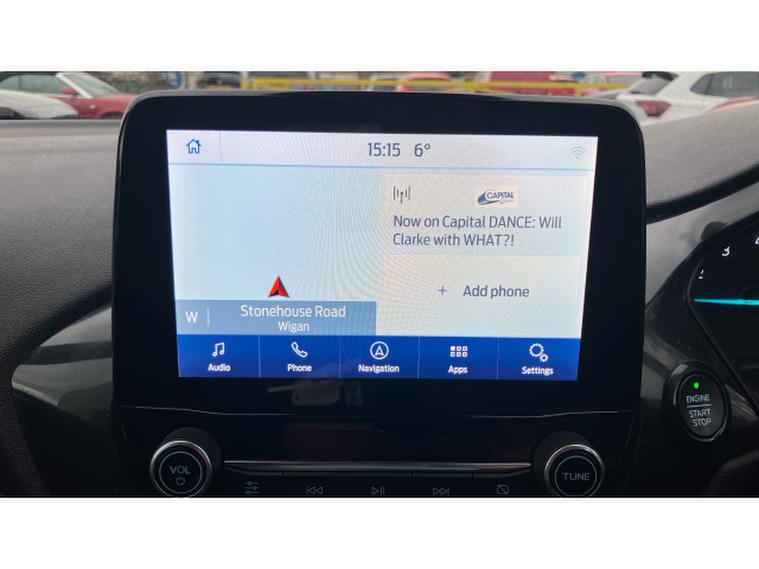 15:15 6°
CAPITAL
Now on Capital DANCE: Will
Clarke with WHAT?!
+ Add phone
W | Stonehouse Road
Wigan
Audio Phone Navigation Apps Settings
ENGINE
START
STOP
VOL
TUNE
3